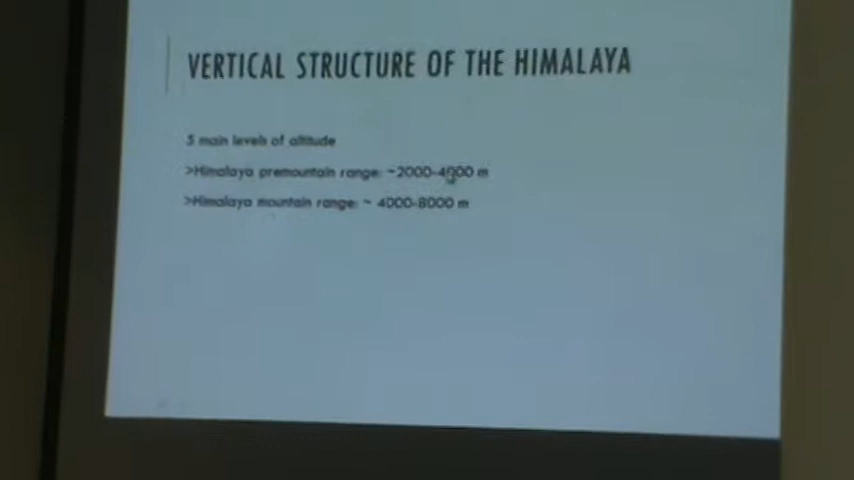 VERTICAL STRUCTURE OF THE HIMALAYA
5 main levels of altitude
>Himalaya premountain range: ~2000-4000 m
>Himalaya mountain range: ~ 4000-8000 m